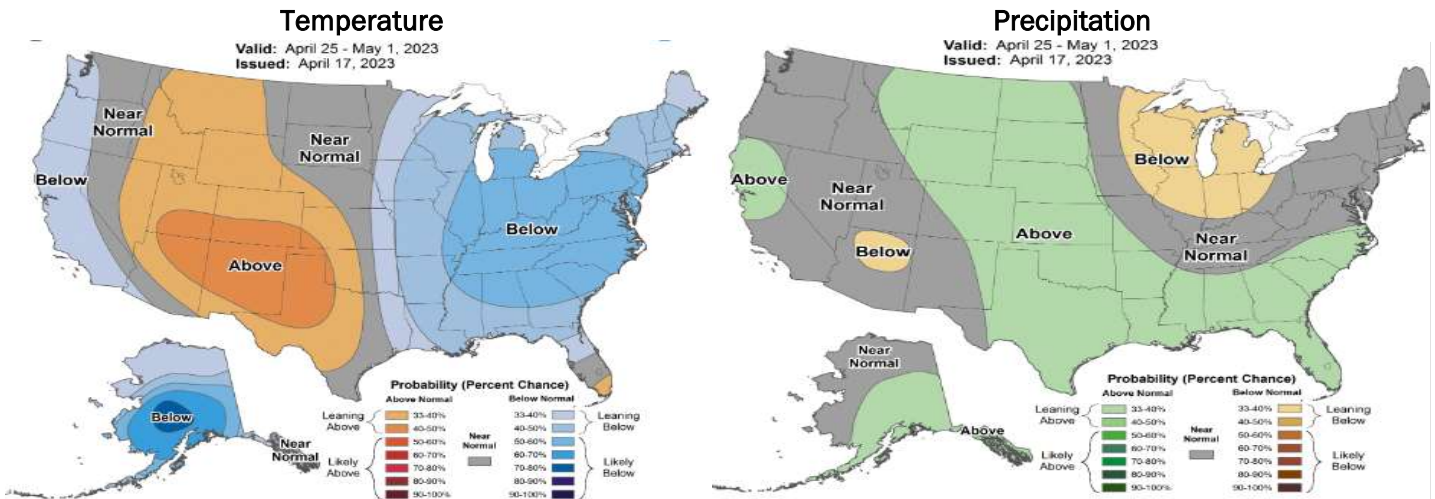 Temperature
Valid: April 25 - May 1, 2023
Issued: April 17, 2023
Near
Normal
Near
Normal
Below
Below
Above
Below
Near
Normal
Probability (Percent Chance)
Above Normal
Below Normal
Leaning
Above
33-40%
40-50%
50-60%
60-70%
70-80%
80-90%
90-100%
Likely
Above
Near
Normal
33-40%
40-50%
50-60%
60-70%
70-80%
80-90%
90-100%
Leaning
Below
Likely
Below
Precipitation
Valid: April 25 - May 1, 2023
Issued: April 17, 2023
Below
Above
Near
Normal
Above
Below
Near
Normal
Near
Normal
Above
Probability (Percent Chance)
Above Normal
Below Normal
Leaning
Above
33-40%
40-50%
50-60%
60-70%
70-80%
80-90%
90-100%
Likely
Above
Near
Normal
33-40%
40-50%
50-60%
60-70%
70-80%
80-90%
90-100%
Leaning
Below
Likely
Below